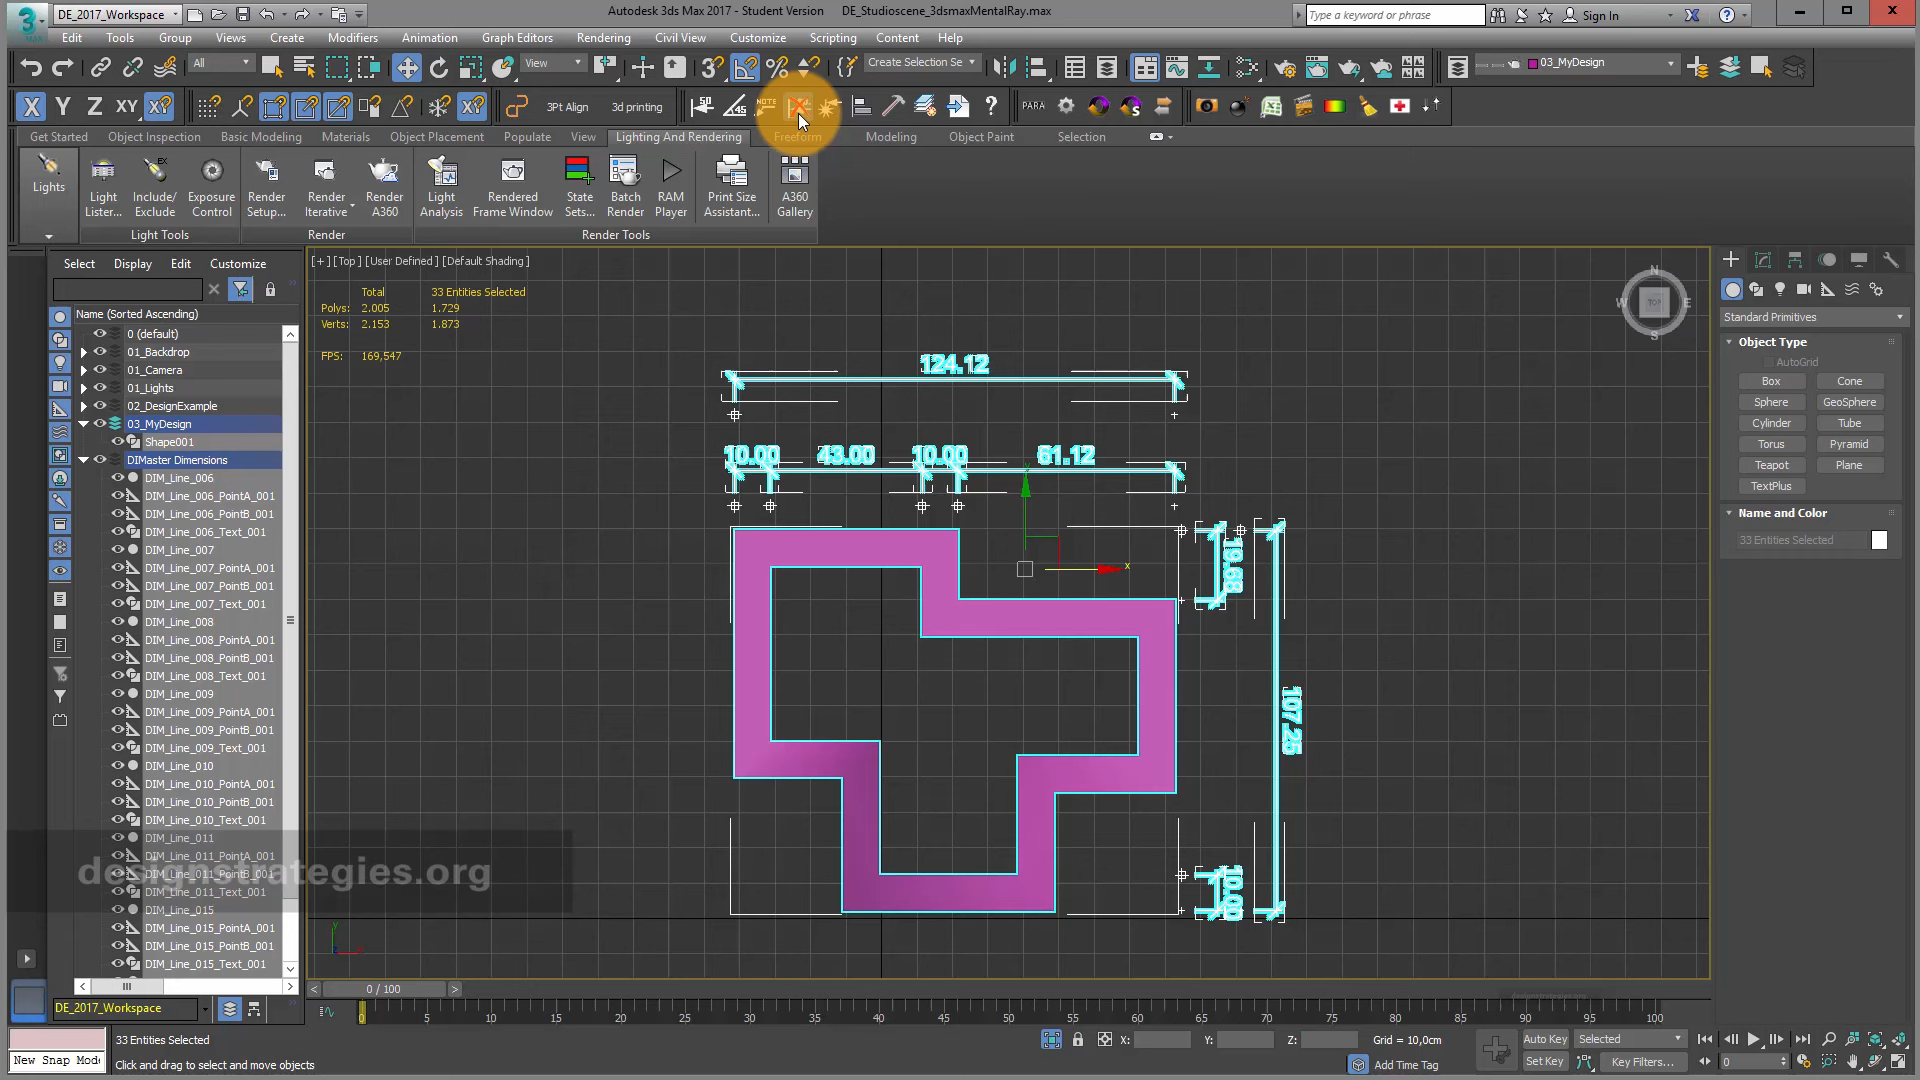 DE_2017_Workspace
Autodesk 3ds Max 2017 - Student Version    DE_Studioscene_3dsmaxMentalRay.max
Type a keyword or phrase
Sign In
Edit Tools Group Views Create Modifiers Animation Graph Editors Rendering Civil View Customize Scripting Content Help
All
View
Create Selection Se
03_MyDesign
X Y Z XY
3Pt Align
3d printing
PARA
Get Started Object Inspection Basic Modeling Materials Object Placement Populate View Lighting And Rendering Freeform Modeling Object Paint Selection
Lights
Light Lister...
Include/ Exclude
Exposure Control
Render Setup...
Render Iterative
Render A360
Light Analysis
Rendered Frame Window
State Sets...
Batch Render
RAM Player
Print Size Assistant...
A360 Gallery
Light Tools
Render
Render Tools
Select Display Edit Customize
Name (Sorted Ascending)
0 (default)
01_Backdrop
01_Camera
01_Lights
02_DesignExample
03_MyDesign
Shape001
DIMaster Dimensions
DIM_Line_006
DIM_Line_006_PointA_001
DIM_Line_006_PointB_001
DIM_Line_006_Text_001
DIM_Line_007
DIM_Line_007_PointA_001
DIM_Line_007_PointB_001
DIM_Line_007_Text_001
DIM_Line_008
DIM_Line_008_PointA_001
DIM_Line_008_PointB_001
DIM_Line_008_Text_001
DIM_Line_009
DIM_Line_009_PointA_001
DIM_Line_009_PointB_001
DIM_Line_009_Text_001
DIM_Line_010
DIM_Line_010_PointA_001
DIM_Line_010_PointB_001
DIM_Line_010_Text_001
DIM_Line_011
DIM_Line_011_PointA_001
DIM_Line_011_PointB_001
DIM_Line_011_Text_001
DIM_Line_015
DIM_Line_015_PointA_001
DIM_Line_015_PointB_001
DIM_Line_015_Text_001
designstrategies.org
[+] [Top] [User Defined] [Default Shading]
Total 33 Entities Selected
Polys: 2.005 1.729
Verts: 2.153 1.873
FPS: 169,547
124.12
10.00 43.00 10.00 61.12
19.68
107.25
10.00
x
N
W TOP E
S
Standard Primitives
Object Type
AutoGrid
Box Cone
Sphere GeoSphere
Cylinder Tube
Torus Pyramid
Teapot Plane
TextPlus
Name and Color
33 Entities Selected
0 / 100
DE_2017_Workspace
0 5 10 15 20 25 30 35 40 45 50 55 60 65 70 75 80 85 90 95 100
33 Entities Selected
X: Y: Z: Grid = 10,0cm
Auto Key Selected
New Snap Mod
Click and drag to select and move objects
Add Time Tag
Set Key Key Filters... 0